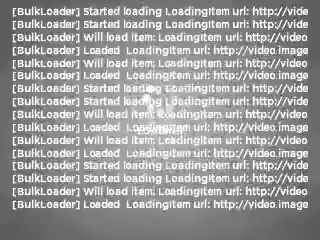 [BulkLoader] Started loading LoadingItem url: http://vide
[BulkLoader] Started loading LoadingItem url: http://vide
[BulkLoader] Will load item: LoadingItem url: http://video
[BulkLoader] Loaded LoadingItem url: http://video.image
[BulkLoader] Will load item: LoadingItem url: http://video
[BulkLoader] Loaded LoadingItem url: http://video.image
[BulkLoader] Started loading LoadingItem url: http://vide
[BulkLoader] Started loading LoadingItem url: http://vide
[BulkLoader] Will load item: LoadingItem url: http://video
[BulkLoader] Loaded LoadingItem url: http://video.image
[BulkLoader] Will load item: LoadingItem url: http://video
[BulkLoader] Loaded LoadingItem url: http://video.image
[BulkLoader] Started loading LoadingItem url: http://vide
[BulkLoader] Started loading LoadingItem url: http://vide
[BulkLoader] Will load item: LoadingItem url: http://video
[BulkLoader] Loaded LoadingItem url: http://video.image